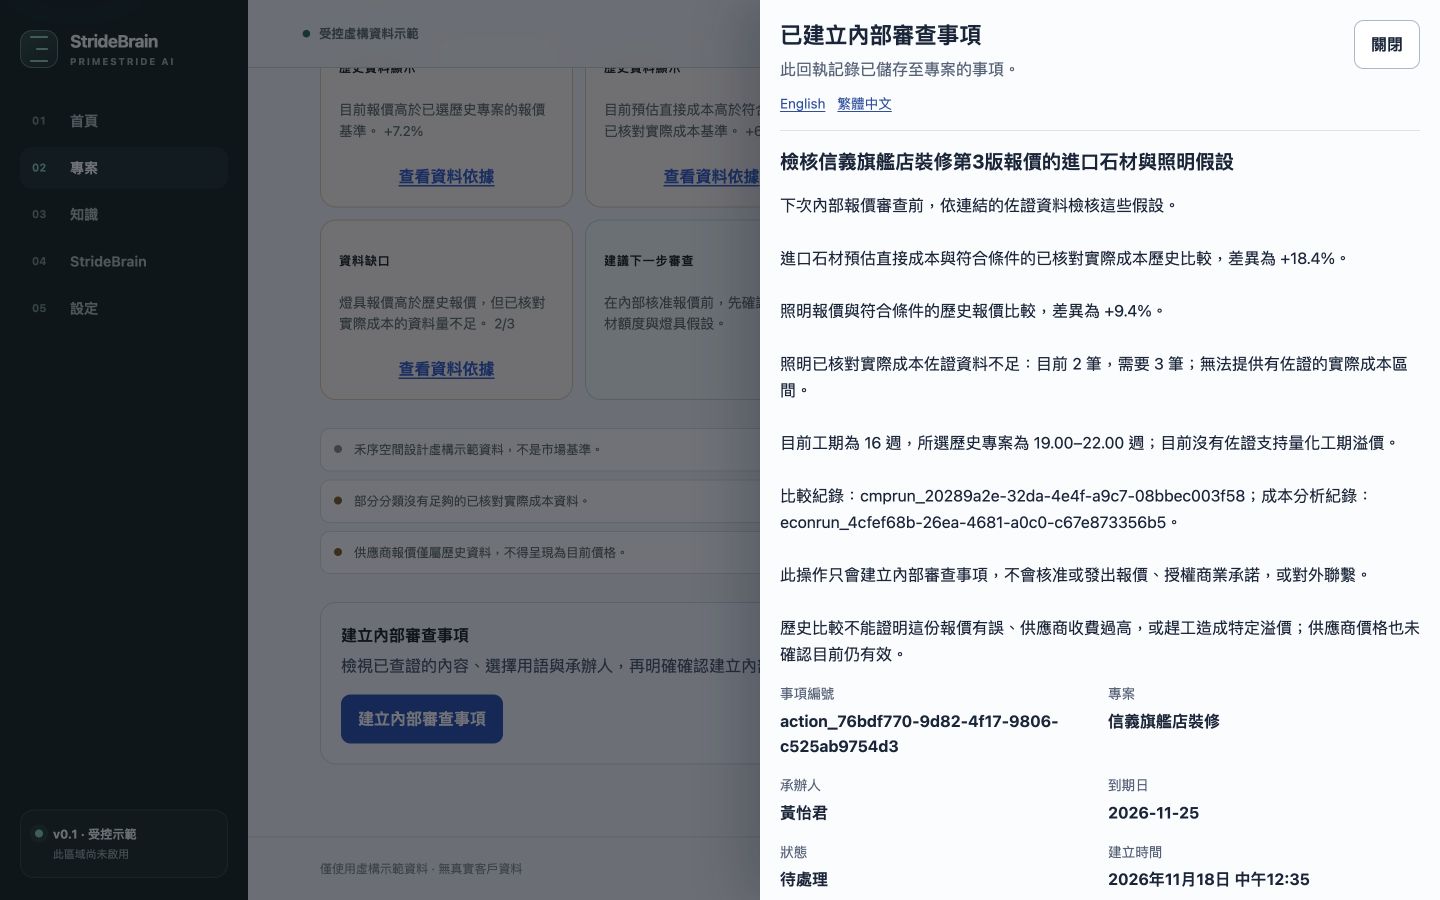 StrideBrain
PRIMESTRIDE AI
01 首頁
02 專案
03 知識
04 StrideBrain
05 設定
v0.1 · 受控示範
此區域尚未啟用
受控虛構資料示範
歷史資料顯示
目前報價高於已選歷史專案的報價
基準。 +7.2%
查看資料依據
歷史資料顯示
目前預估直接成本高於符合
已核對實際成本基準。 +6
查看資料依據
資料缺口
燈具報價高於歷史報價，但已核對
實際成本的資料量不足。 2/3
查看資料依據
建議下一步審查
在內部核准報價前，先確認
材額度與燈具假設。
禾序空間設計虛構示範資料，不是市場基準。
部分分類沒有足夠的已核對實際成本資料。
供應商報價僅屬歷史資料，不得呈現為目前價格。
建立內部審查事項
檢視已查證的內容、選擇用語與承辦人，再明確確認建立內
建立內部審查事項
僅使用虛構示範資料 · 無真實客戶資料
已建立內部審查事項
關閉
此回執記錄已儲存至專案的事項。
English 繁體中文
檢核信義旗艦店裝修第3版報價的進口石材與照明假設
下次內部報價審查前，依連結的佐證資料檢核這些假設。
進口石材預估直接成本與符合條件的已核對實際成本歷史比較，差異為 +18.4%。
照明報價與符合條件的歷史報價比較，差異為 +9.4%。
照明已核對實際成本佐證資料不足：目前 2 筆，需要 3 筆；無法提供有佐證的實際成本區
間。
目前工期為 16 週，所選歷史專案為 19.00–22.00 週；目前沒有佐證支持量化工期溢價。
比較紀錄：cmprun_20289a2e-32da-4e4f-a9c7-08bbec003f58；成本分析紀錄：
econrun_4cfef68b-26ea-4681-a0c0-c67e873356b5。
此操作只會建立內部審查事項，不會核准或發出報價、授權商業承諾，或對外聯繫。
歷史比較不能證明這份報價有誤、供應商收費過高，或趕工造成特定溢價；供應商價格也未
確認目前仍有效。
事項編號
action_76bdf770-9d82-4f17-9806-
c525ab9754d3
專案
信義旗艦店裝修
承辦人
黃怡君
到期日
2026-11-25
狀態
待處理
建立時間
2026年11月18日 中午12:35